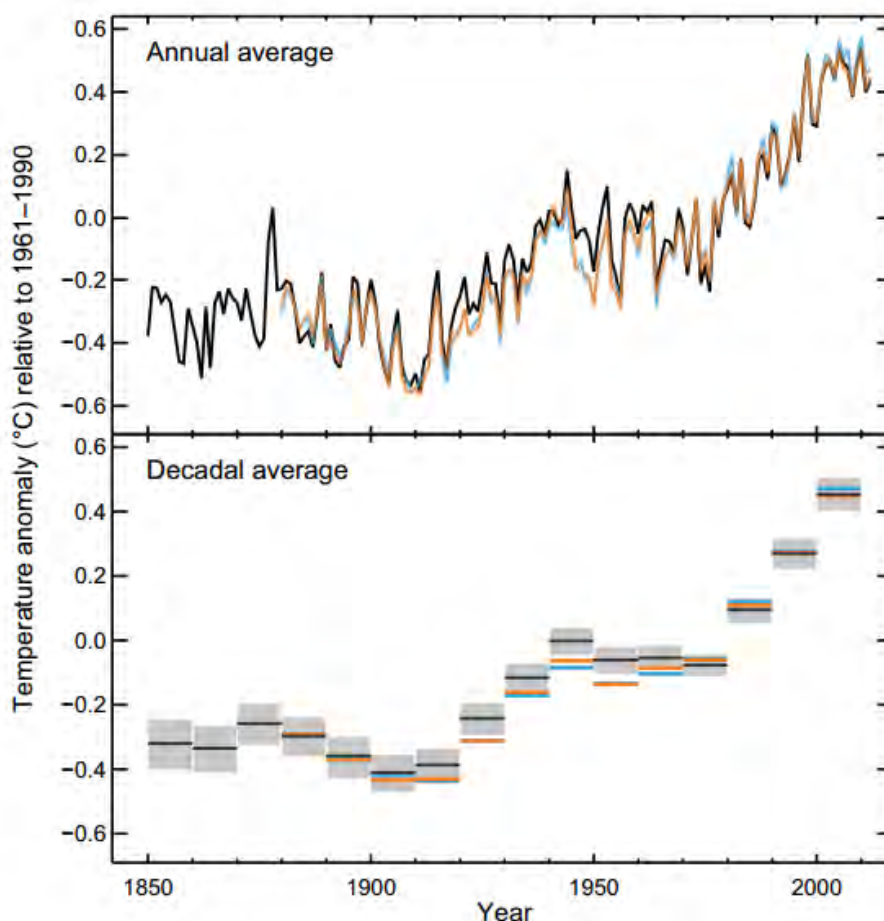 Temperature anomaly (°C) relative to 1961–1990
Annual average
0.6
0.4
0.2
0.0
−0.2
−0.4
−0.6
Decadal average
0.6
0.4
0.2
0.0
−0.2
−0.4
−0.6
1850 1900 1950 2000
Year